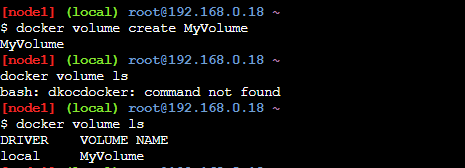 [node1] (local) root@192.168.0.18 ~
$ docker volume create MyVolume
MyVolume
[node1] (local) root@192.168.0.18 ~
docker volume ls
bash: dkocdocker: command not found
[node1] (local) root@192.168.0.18 ~
$ docker volume ls
DRIVER    VOLUME NAME
local     MyVolume